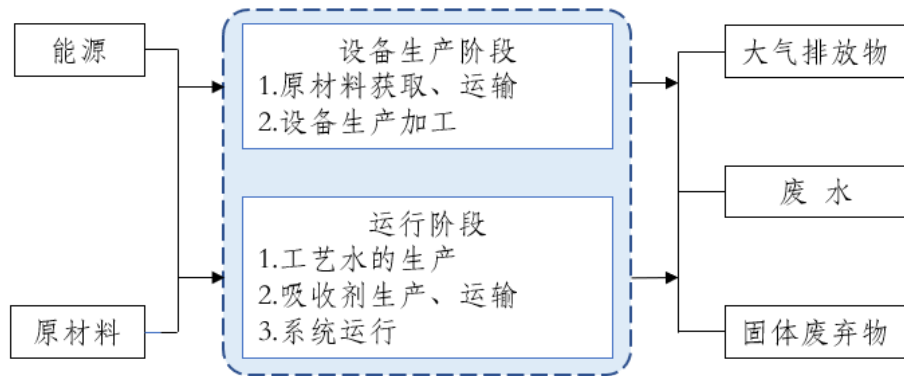 能源
原材料
设备生产阶段
1.原材料获取、运输
2.设备生产加工
运行阶段
1.工艺水的生产
2.吸收剂生产、运输
3.系统运行
大气排放物
废 水
固体废弃物